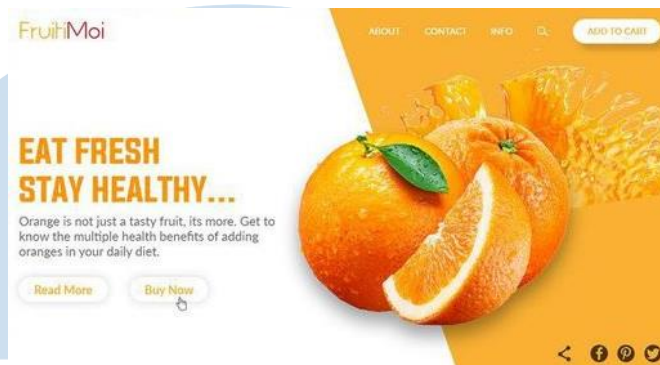 FruitiMoi
ABOUT CONTACT INFO ADD TO CART
EAT FRESH
STAY HEALTHY...
Orange is not just a tasty fruit, its more. Get to
know the multiple health benefits of adding
oranges in your daily diet.
Read More Buy Now